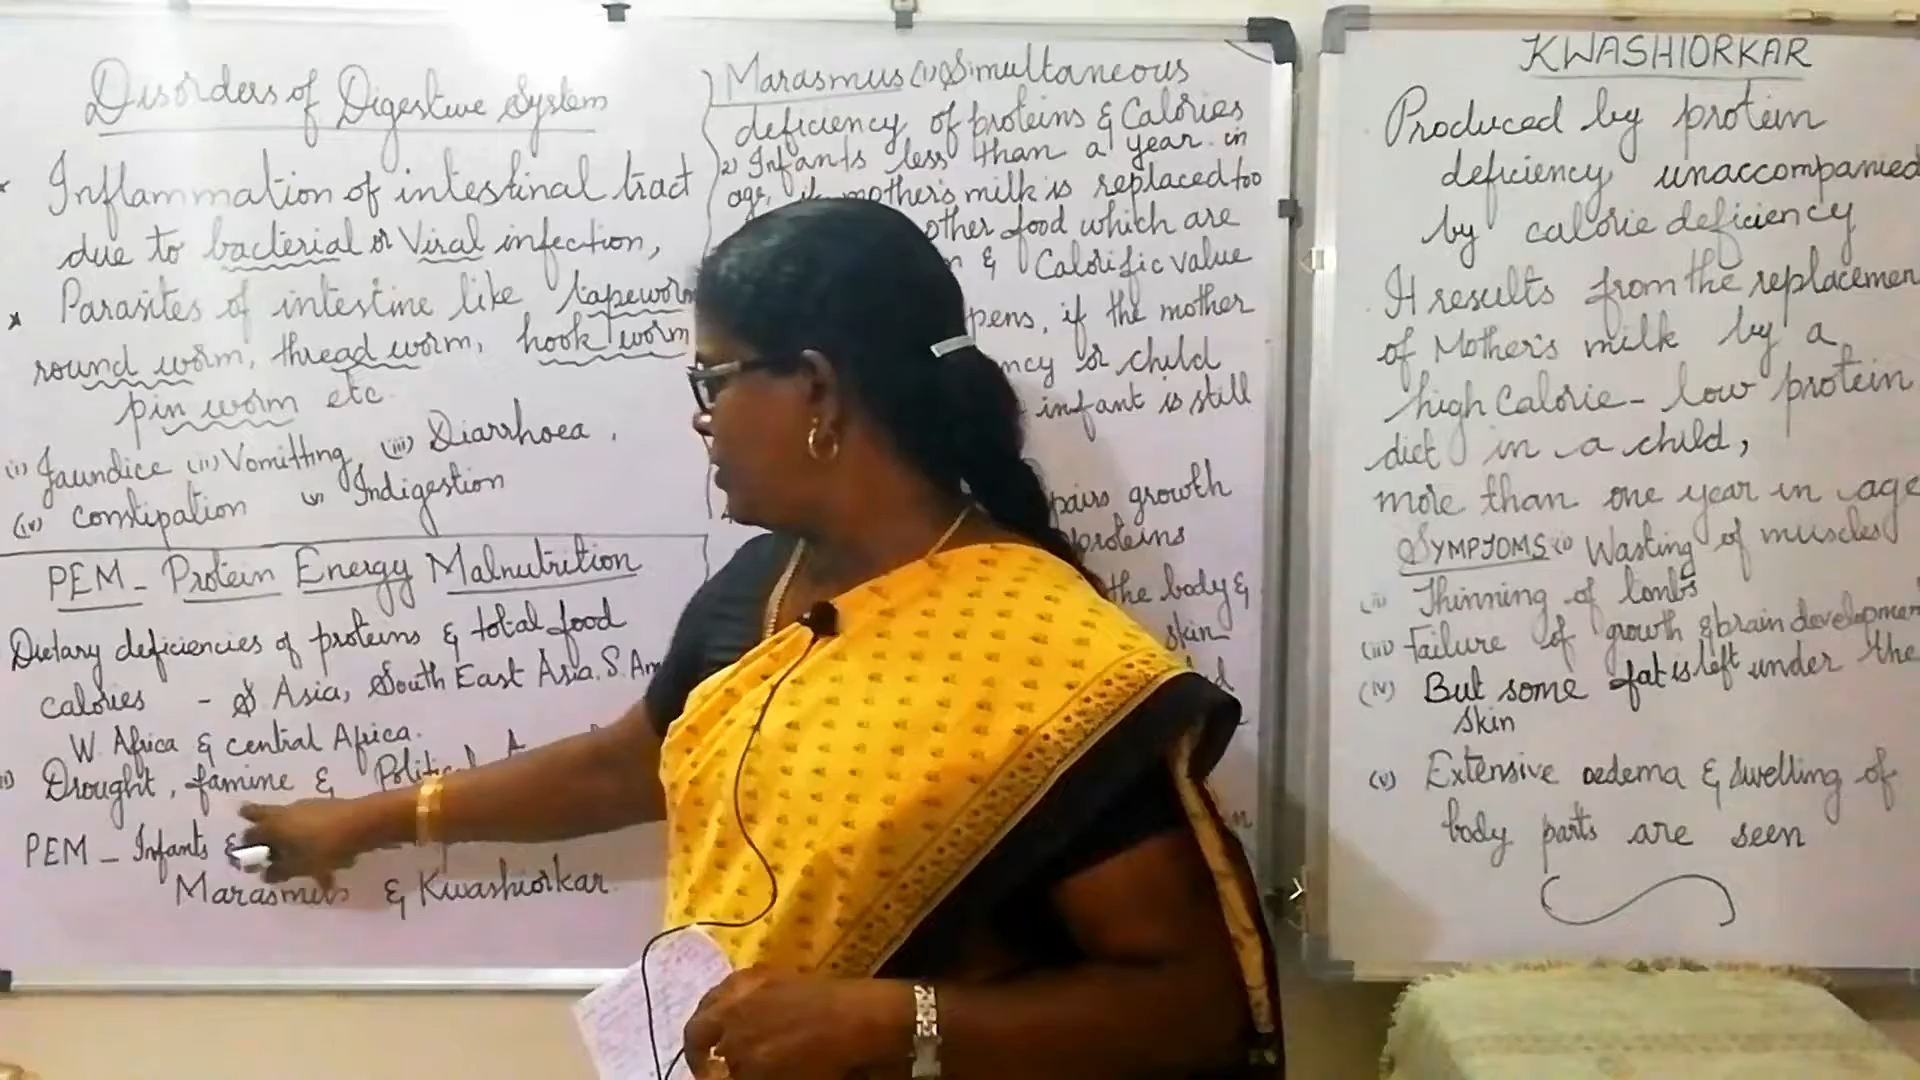 Disorders of Digestive System
* Inflammation of intestinal tract
due to bacterial or Viral infection,
* Parasites of intestine like tapeworm
round worm, thread worm, hook worm
pin worm etc.
(i) Jaundice (ii) Vomitting (iii) Diarrhoea,
(iv) constipation (v) Indigestion
PEM - Protein Energy Malnutrition
Dietary deficiencies of proteins & total food
calories - S Asia, South East Asia. S. Am
W. Africa & central Africa.
Drought, famine &
PEM - Infants &
Marasmus & Kwashiorkar.
Marasmus (1) Simultaneous
deficiency of proteins & Calories
2) Infants less than a year in
age, mother's milk is replaced too
other food which are
& Calorific value
if the mother
or child
infant is still
growth
proteins
the body &
skin
KWASHIORKAR
Produced by protein
deficiency unaccompanied
by calorie deficiency
It results from the replacemen
of Mother's milk by a
high Calorie - low protein
diet in a child,
more than one year in age
SYMPTOMS (i) Wasting of muscles
(ii) Thinning of limbs
(iii) Failure of growth & brain developmen
(iv) But some fat is left under the
skin
(v) Extensive oedema & swelling of
body parts are seen